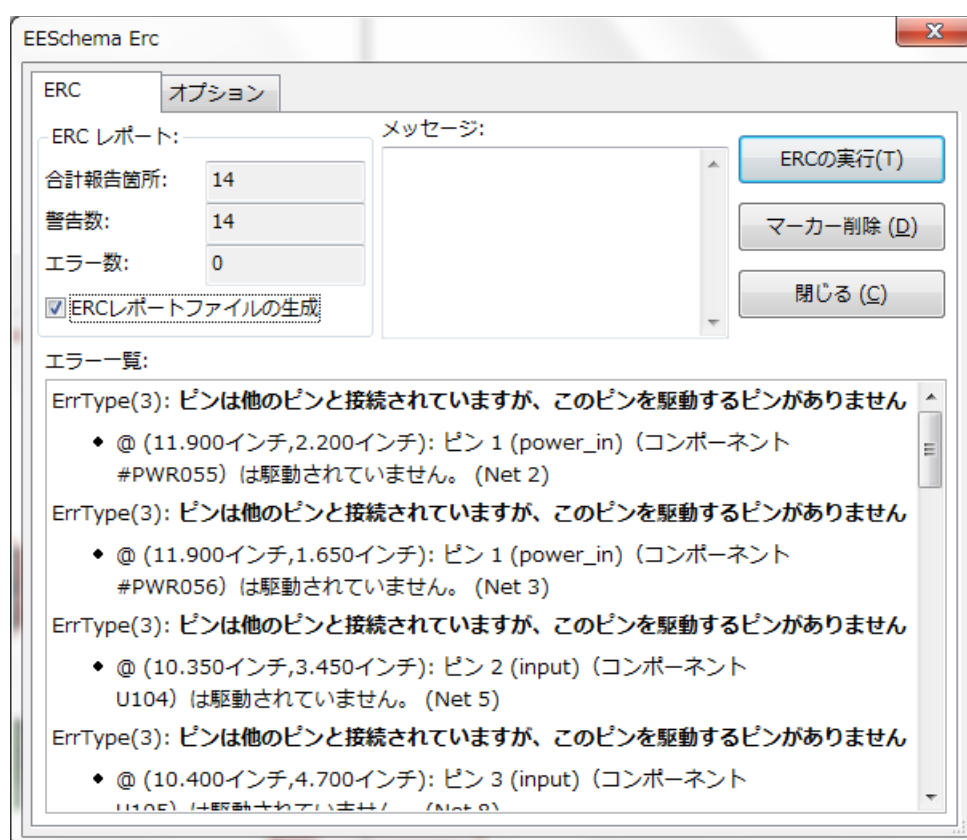 EESchema Erc
ERC
オプション
ERC レポート:
合計報告箇所: 14
警告数: 14
エラー数: 0
ERCレポートファイルの生成
メッセージ:
ERCの実行(T)
マーカー削除 (D)
閉じる (C)
エラー一覧:
ErrType(3): ピンは他のピンと接続されていますが、このピンを駆動するピンがありません
• @ (11.900インチ,2.200インチ): ピン 1 (power_in)（コンポーネント
#PWR055）は駆動されていません。 (Net 2)
ErrType(3): ピンは他のピンと接続されていますが、このピンを駆動するピンがありません
• @ (11.900インチ,1.650インチ): ピン 1 (power_in)（コンポーネント
#PWR056）は駆動されていません。 (Net 3)
ErrType(3): ピンは他のピンと接続されていますが、このピンを駆動するピンがありません
• @ (10.350インチ,3.450インチ): ピン 2 (input)（コンポーネント
U104）は駆動されていません。 (Net 5)
ErrType(3): ピンは他のピンと接続されていますが、このピンを駆動するピンがありません
• @ (10.400インチ,4.700インチ): ピン 3 (input)（コンポーネント
U105）は駆動されていません。 (Net 8)